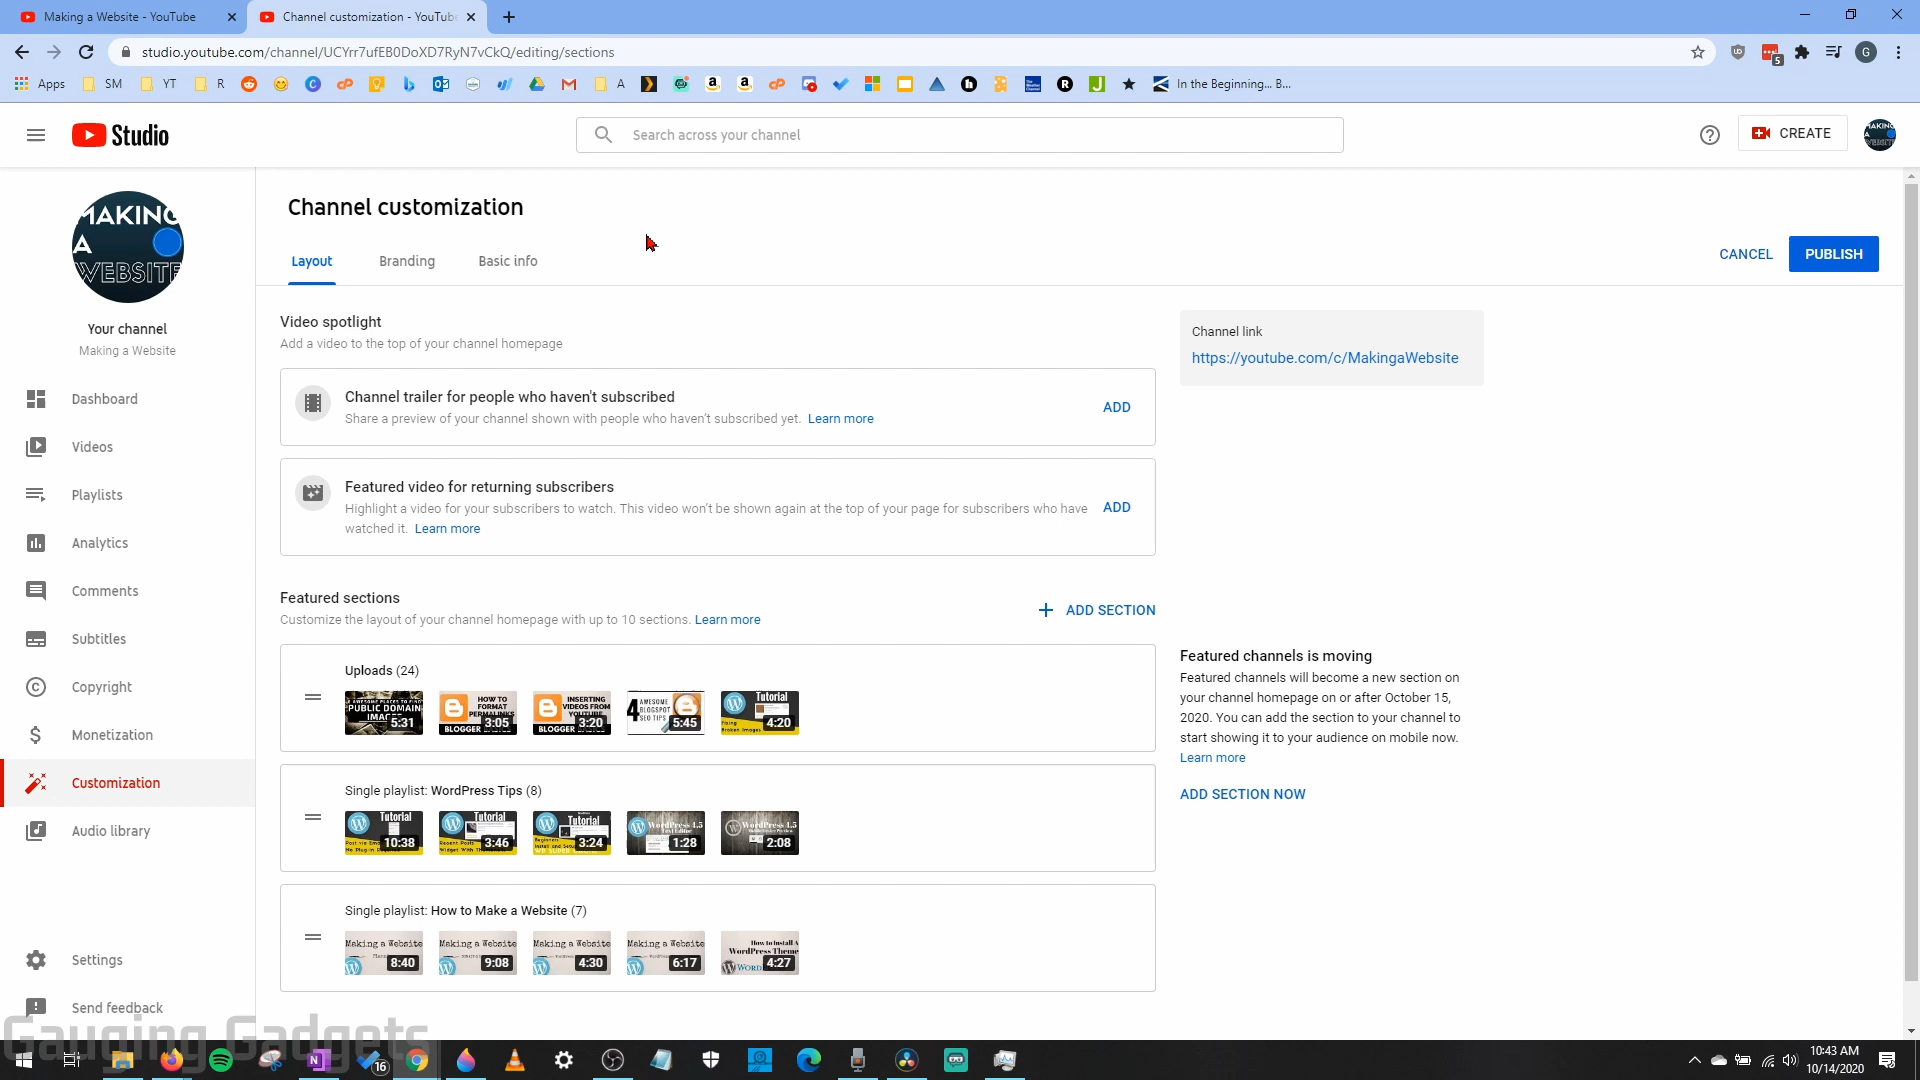 Making a Website - YouTube
Channel customization - YouTub
studio.youtube.com/channel/UCYrr7ufEB0DoXD7RyN7vCkQ/editing/sections
Apps SM YT R A In the Beginning... B...
Studio
Search across your channel
CREATE
MAKING
A
WEBSITE
Your channel
Making a Website
Dashboard
Videos
Playlists
Analytics
Comments
Subtitles
Copyright
Monetization
Customization
Audio library
Settings
Send feedback
Channel customization
Layout Branding Basic info
CANCEL PUBLISH
Video spotlight
Add a video to the top of your channel homepage
Channel trailer for people who haven't subscribed
Share a preview of your channel shown with people who haven't subscribed yet. Learn more
ADD
Featured video for returning subscribers
Highlight a video for your subscribers to watch. This video won't be shown again at the top of your page for subscribers who have
watched it. Learn more
ADD
Featured sections
Customize the layout of your channel homepage with up to 10 sections. Learn more
ADD SECTION
Uploads (24)
5:31 3:05 3:20 5:45 4:20
Single playlist: WordPress Tips (8)
10:38 3:46 3:24 1:28 2:08
Single playlist: How to Make a Website (7)
8:40 9:08 4:30 6:17 4:27
Channel link
https://youtube.com/c/MakingaWebsite
Featured channels is moving
Featured channels will become a new section on
your channel homepage on or after October 15,
2020. You can add the section to your channel to
start showing it to your audience on mobile now.
Learn more
ADD SECTION NOW
Gauging Gadgets
16
10:43 AM
10/14/2020